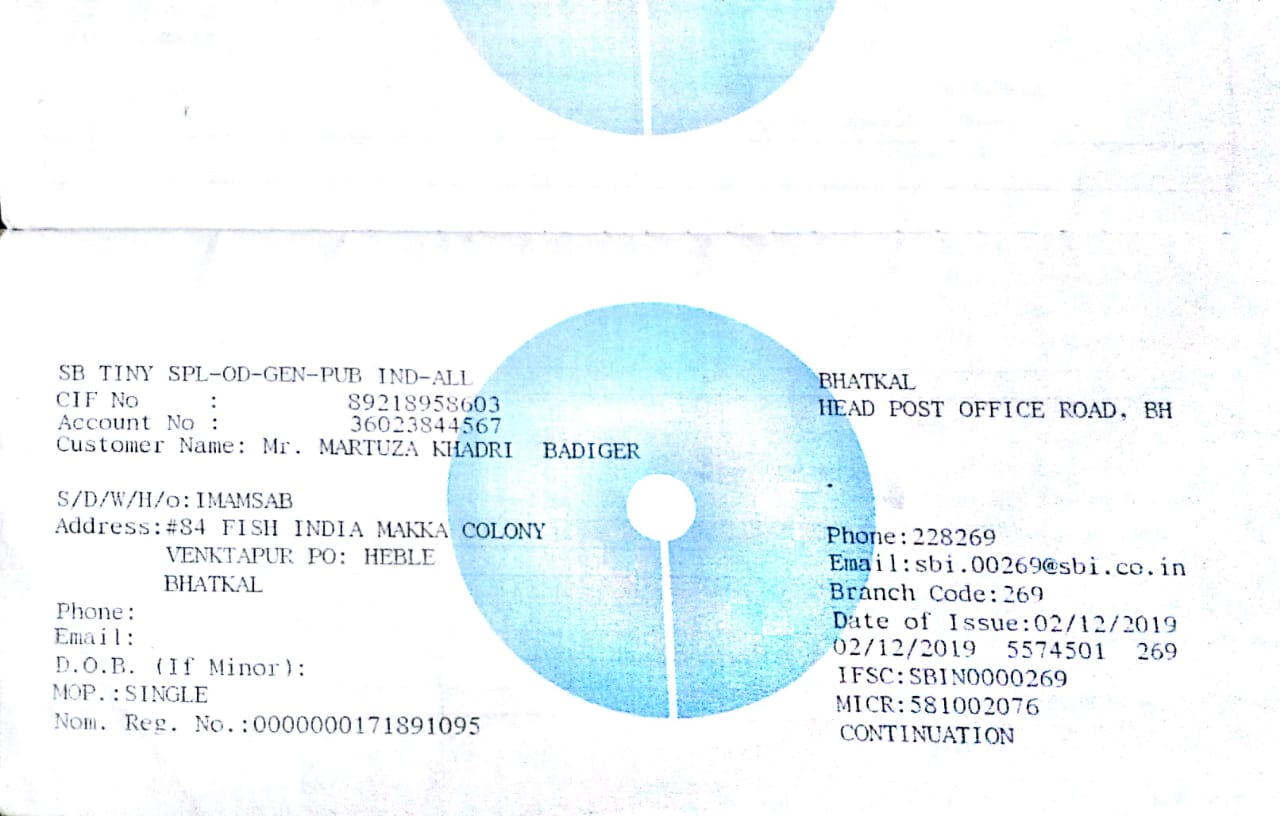 SB TINY SPL-OD-GEN-PUB IND-ALL
CIF No : 89218958603
Account No : 36023844567
Customer Name: Mr. MARTUZA KHADRI BADIGER
S/D/W/H/o:IMAMSAB
Address:#84 FISH INDIA MAKKA COLONY
VENKTAPUR PO: HEBLE
BHATKAL
Phone:
Email:
D.O.B. (If Minor):
MOP.:SINGLE
Nom. Reg. No.:0000000171891095
BHATKAL
HEAD POST OFFICE ROAD, BH
Phone:228269
Email:sbi.00269@sbi.co.in
Branch Code:269
Date of Issue:02/12/2019
02/12/2019 5574501 269
IFSC:SBIN0000269
MICR:581002076
CONTINUATION